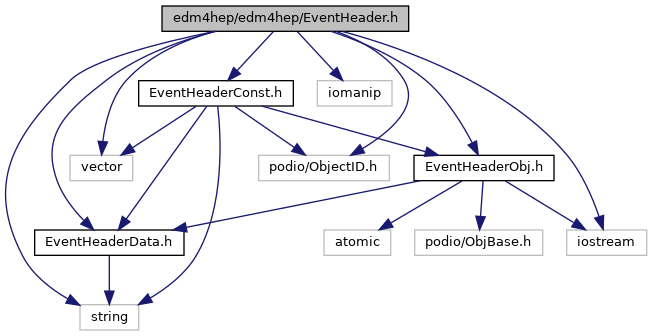 edm4hep/edm4hep/EventHeader.h
EventHeaderConst.h
iomanip
vector
podio/ObjectID.h
EventHeaderObj.h
EventHeaderData.h
atomic
podio/ObjBase.h
iostream
string